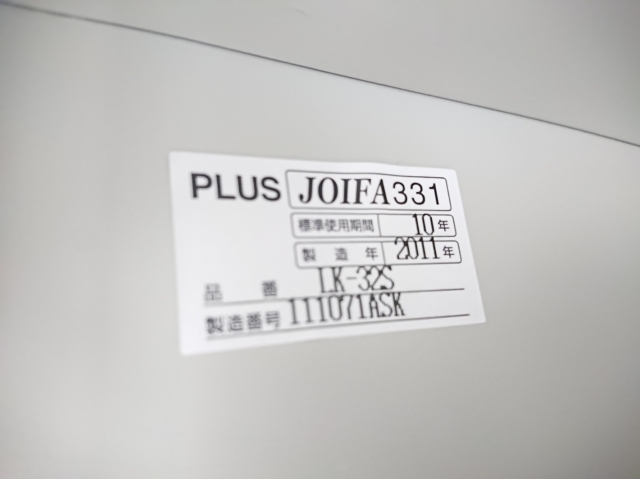 PLUS JOIFA331
標準使用期間 10年
製造年 2011年
品番 LK-32S
製造番号 111071ASK